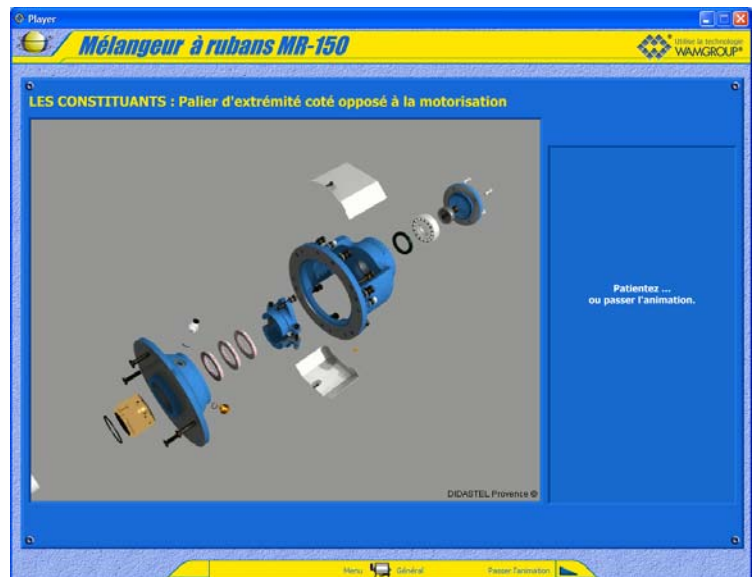 Player
Mélangeur à rubans MR-150
Utilise la technologie
WAMGROUP®
LES CONSTITUANTS : Palier d'extrémité coté opposé à la motorisation
Patientez ...
ou passer l'animation.
DIDASTEL Provence ©
Menu Général Passer l'animation